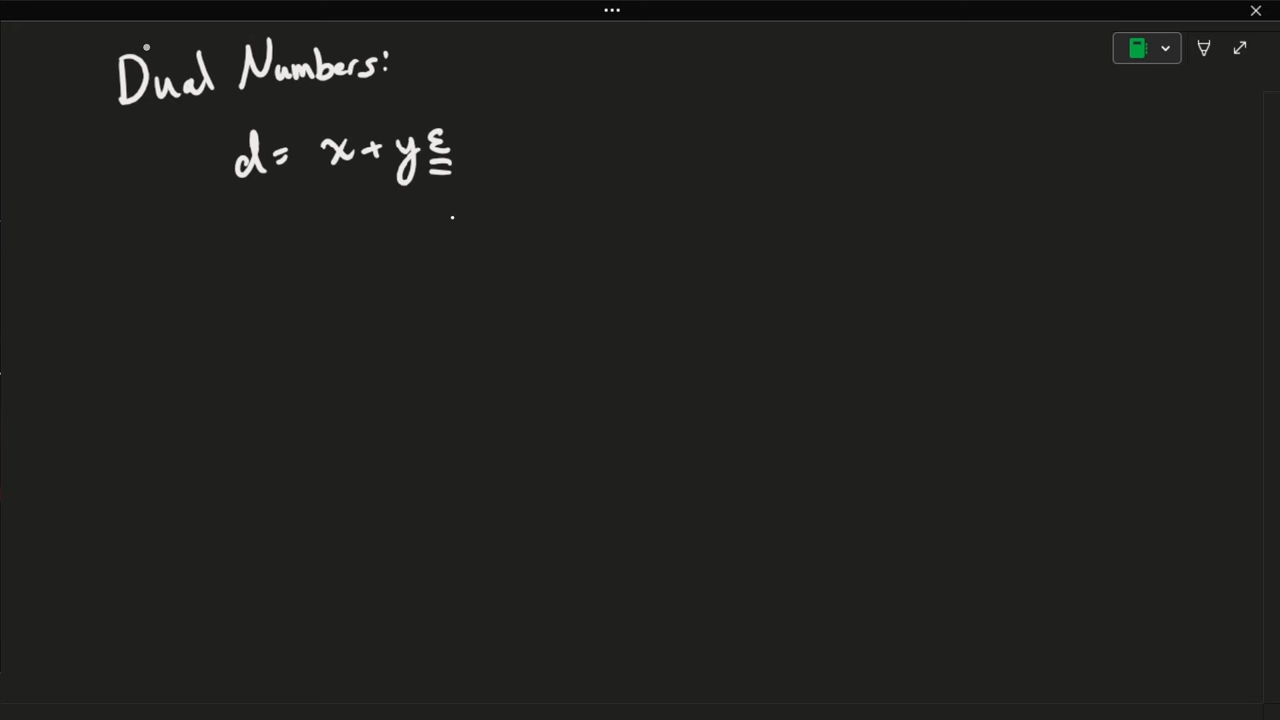 Dual Numbers:
d = x + yε